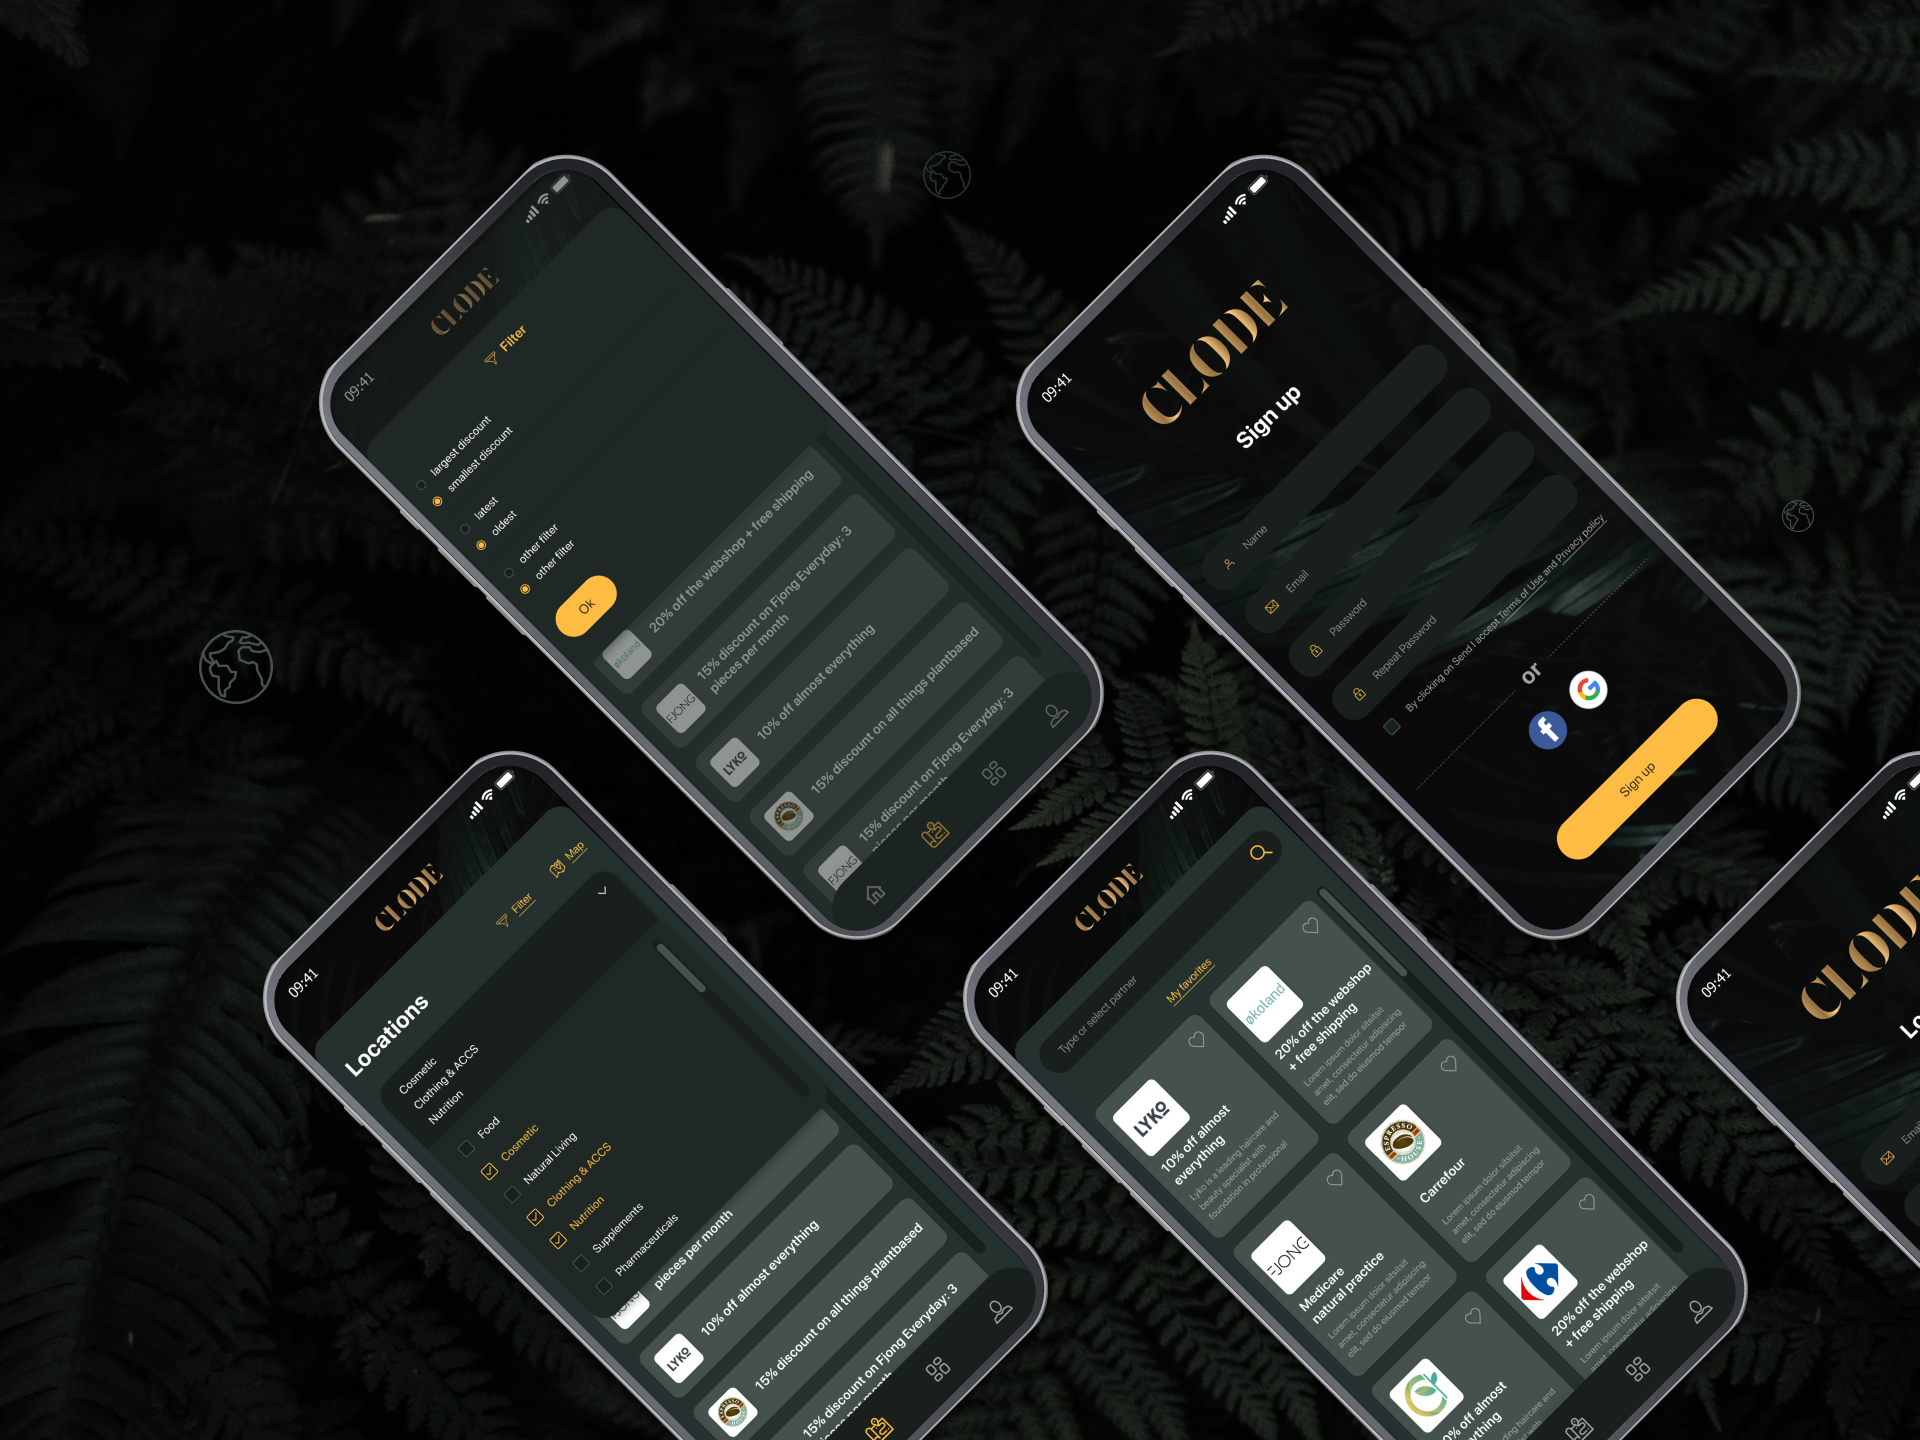 09:41
CLODE
Filter
largest discount
smallest discount
latest
oldest
other filter
other filter
Ok
økoland
20% off the webshop + free shipping
FJONG
15% discount on Fjong Everyday: 3
pieces per month
LYKO
10% off almost everything
ESPRESSO
HOUSE
15% discount on all things plantbased
FJONG
15% discount on Fjong Everyday: 3
pieces per month
09:41
CLODE
Sign up
Name
Email
Password
Repeat Password
By clicking on Send I accept Terms of Use and Privacy policy
or
Sign up
09:41
CLODE
Map
Filter
Locations
Cosmetic
Clothing & ACCS
Nutrition
Food
Cosmetic
Natural Living
Clothing & ACCS
Nutrition
Supplements
Pharmaceuticals
pieces per month
LYKO
10% off almost everything
ESPRESSO
HOUSE
15% discount on all things plantbased
15% discount on Fjong Everyday: 3
pieces per month
09:41
CLODE
Type or select partner
My favorites
økoland
20% off the webshop
+ free shipping
Lorem ipsum dolor sitsitsit
amet, consectetur adipiscing
elit, sed do eiusmod tempor
LYKO
10% off almost
everything
Lyko is a leading haircare and
beauty specialist with
foundation in professional
ESPRESSO
HOUSE
Carrefour
Lorem ipsum dolor sitsitsit
amet, consectetur adipiscing
elit, sed do eiusmod tempor
FJONG
Medicare
natural practice
Lorem ipsum dolor sitsitsit
amet, consectetur adipiscing
elit, sed do eiusmod tempor
20% off the webshop
+ free shipping
Lorem ipsum dolor sitsitsit
amet, consectetur adipiscing
% off almost
ything
ing haircare and
09:41
CLODE
Lo
Email